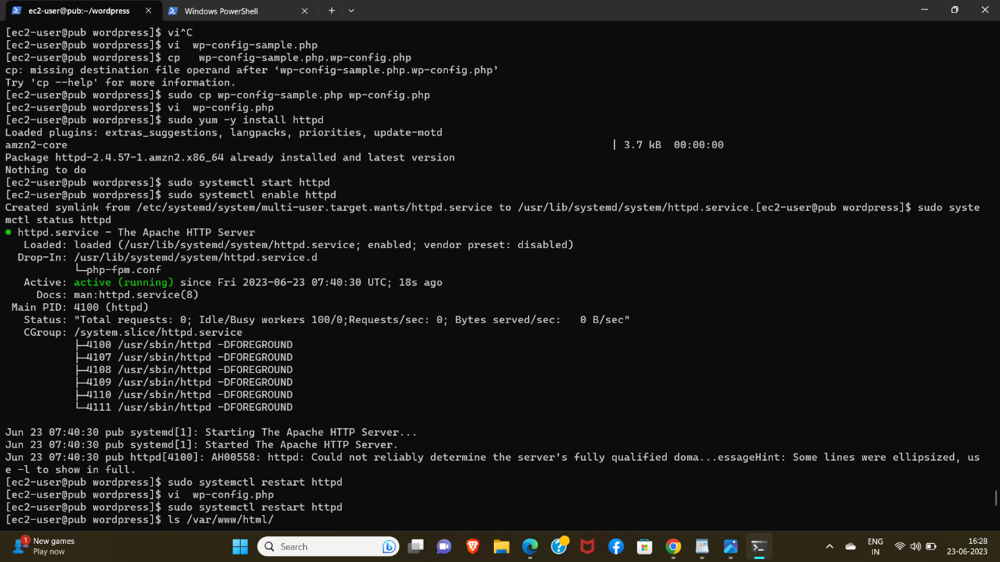 ec2-user@pub:~/wordpress
Windows PowerShell
[ec2-user@pub wordpress]$ vi^C
[ec2-user@pub wordpress]$ vi  wp-config-sample.php
[ec2-user@pub wordpress]$ cp   wp-config-sample.php.wp-config.php
cp: missing destination file operand after ‘wp-config-sample.php.wp-config.php’
Try 'cp --help' for more information.
[ec2-user@pub wordpress]$ sudo cp wp-config-sample.php wp-config.php
[ec2-user@pub wordpress]$ vi  wp-config.php
[ec2-user@pub wordpress]$ sudo yum -y install httpd
Loaded plugins: extras_suggestions, langpacks, priorities, update-motd
amzn2-core | 3.7 kB  00:00:00
Package httpd-2.4.57-1.amzn2.x86_64 already installed and latest version
Nothing to do
[ec2-user@pub wordpress]$ sudo systemctl start httpd
[ec2-user@pub wordpress]$ sudo systemctl enable httpd
Created symlink from /etc/systemd/system/multi-user.target.wants/httpd.service to /usr/lib/systemd/system/httpd.service.[ec2-user@pub wordpress]$ sudo syste
mctl status httpd
● httpd.service - The Apache HTTP Server
Loaded: loaded (/usr/lib/systemd/system/httpd.service; enabled; vendor preset: disabled)
Drop-In: /usr/lib/systemd/system/httpd.service.d
└─php-fpm.conf
Active: active (running) since Fri 2023-06-23 07:40:30 UTC; 18s ago
Docs: man:httpd.service(8)
Main PID: 4100 (httpd)
Status: "Total requests: 0; Idle/Busy workers 100/0;Requests/sec: 0; Bytes served/sec:   0 B/sec"
CGroup: /system.slice/httpd.service
├─4100 /usr/sbin/httpd -DFOREGROUND
├─4107 /usr/sbin/httpd -DFOREGROUND
├─4108 /usr/sbin/httpd -DFOREGROUND
├─4109 /usr/sbin/httpd -DFOREGROUND
├─4110 /usr/sbin/httpd -DFOREGROUND
└─4111 /usr/sbin/httpd -DFOREGROUND
Jun 23 07:40:30 pub systemd[1]: Starting The Apache HTTP Server...
Jun 23 07:40:30 pub systemd[1]: Started The Apache HTTP Server.
Jun 23 07:40:30 pub httpd[4100]: AH00558: httpd: Could not reliably determine the server's fully qualified doma...essageHint: Some lines were ellipsized, us
e -l to show in full.
[ec2-user@pub wordpress]$ sudo systemctl restart httpd
[ec2-user@pub wordpress]$ vi  wp-config.php
[ec2-user@pub wordpress]$ sudo systemctl restart httpd
[ec2-user@pub wordpress]$ ls /var/www/html/
1
New games
Play now
Search
ENG
IN
16:28
23-06-2023